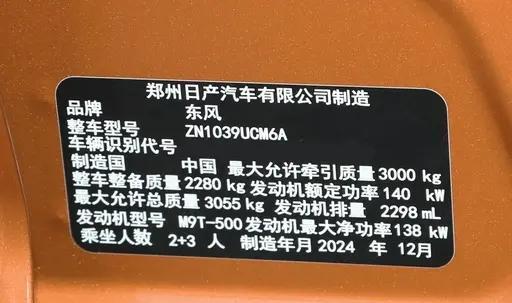 郑州日产汽车有限公司制造
品牌 东风
整车型号 ZN1039UCM6A
车辆识别代号
制造国 中国 最大允许牵引质量 3000 kg
整车整备质量 2280 kg 发动机额定功率 140 kW
最大允许总质量 3055 kg 发动机排量 2298 mL
发动机型号 M9T-500 发动机最大净功率 138 kW
乘坐人数 2+3 人 制造年月 2024 年 12月